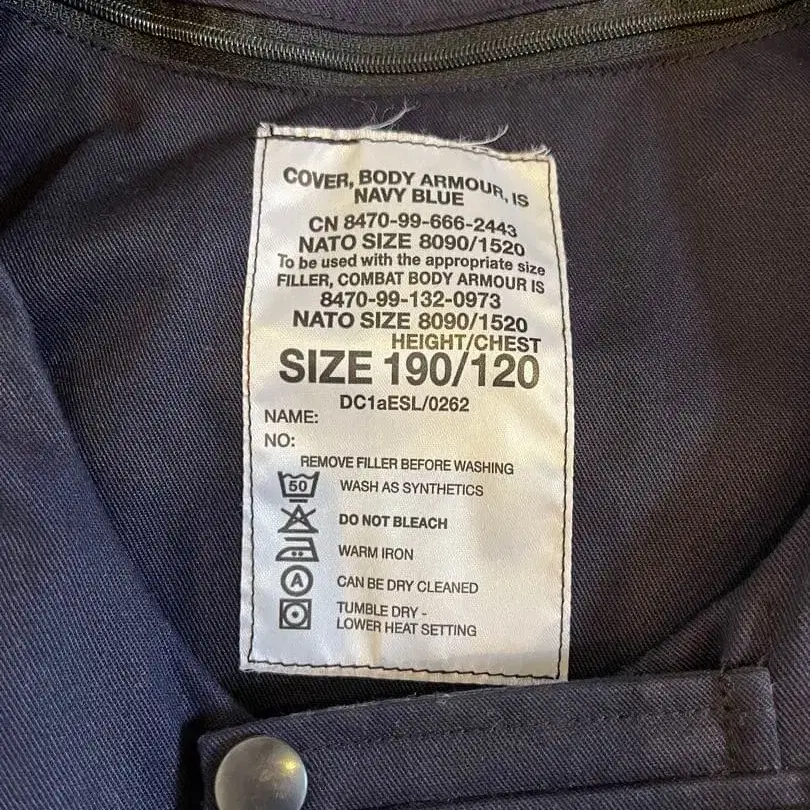 COVER, BODY ARMOUR, IS
NAVY BLUE
CN 8470-99-666-2443
NATO SIZE 8090/1520
To be used with the appropriate size
FILLER, COMBAT BODY ARMOUR IS
8470-99-132-0973
NATO SIZE 8090/1520
HEIGHT/CHEST
SIZE 190/120
DC1aESL/0262
NAME:
NO:
REMOVE FILLER BEFORE WASHING
50 WASH AS SYNTHETICS
DO NOT BLEACH
WARM IRON
A CAN BE DRY CLEANED
TUMBLE DRY -
LOWER HEAT SETTING